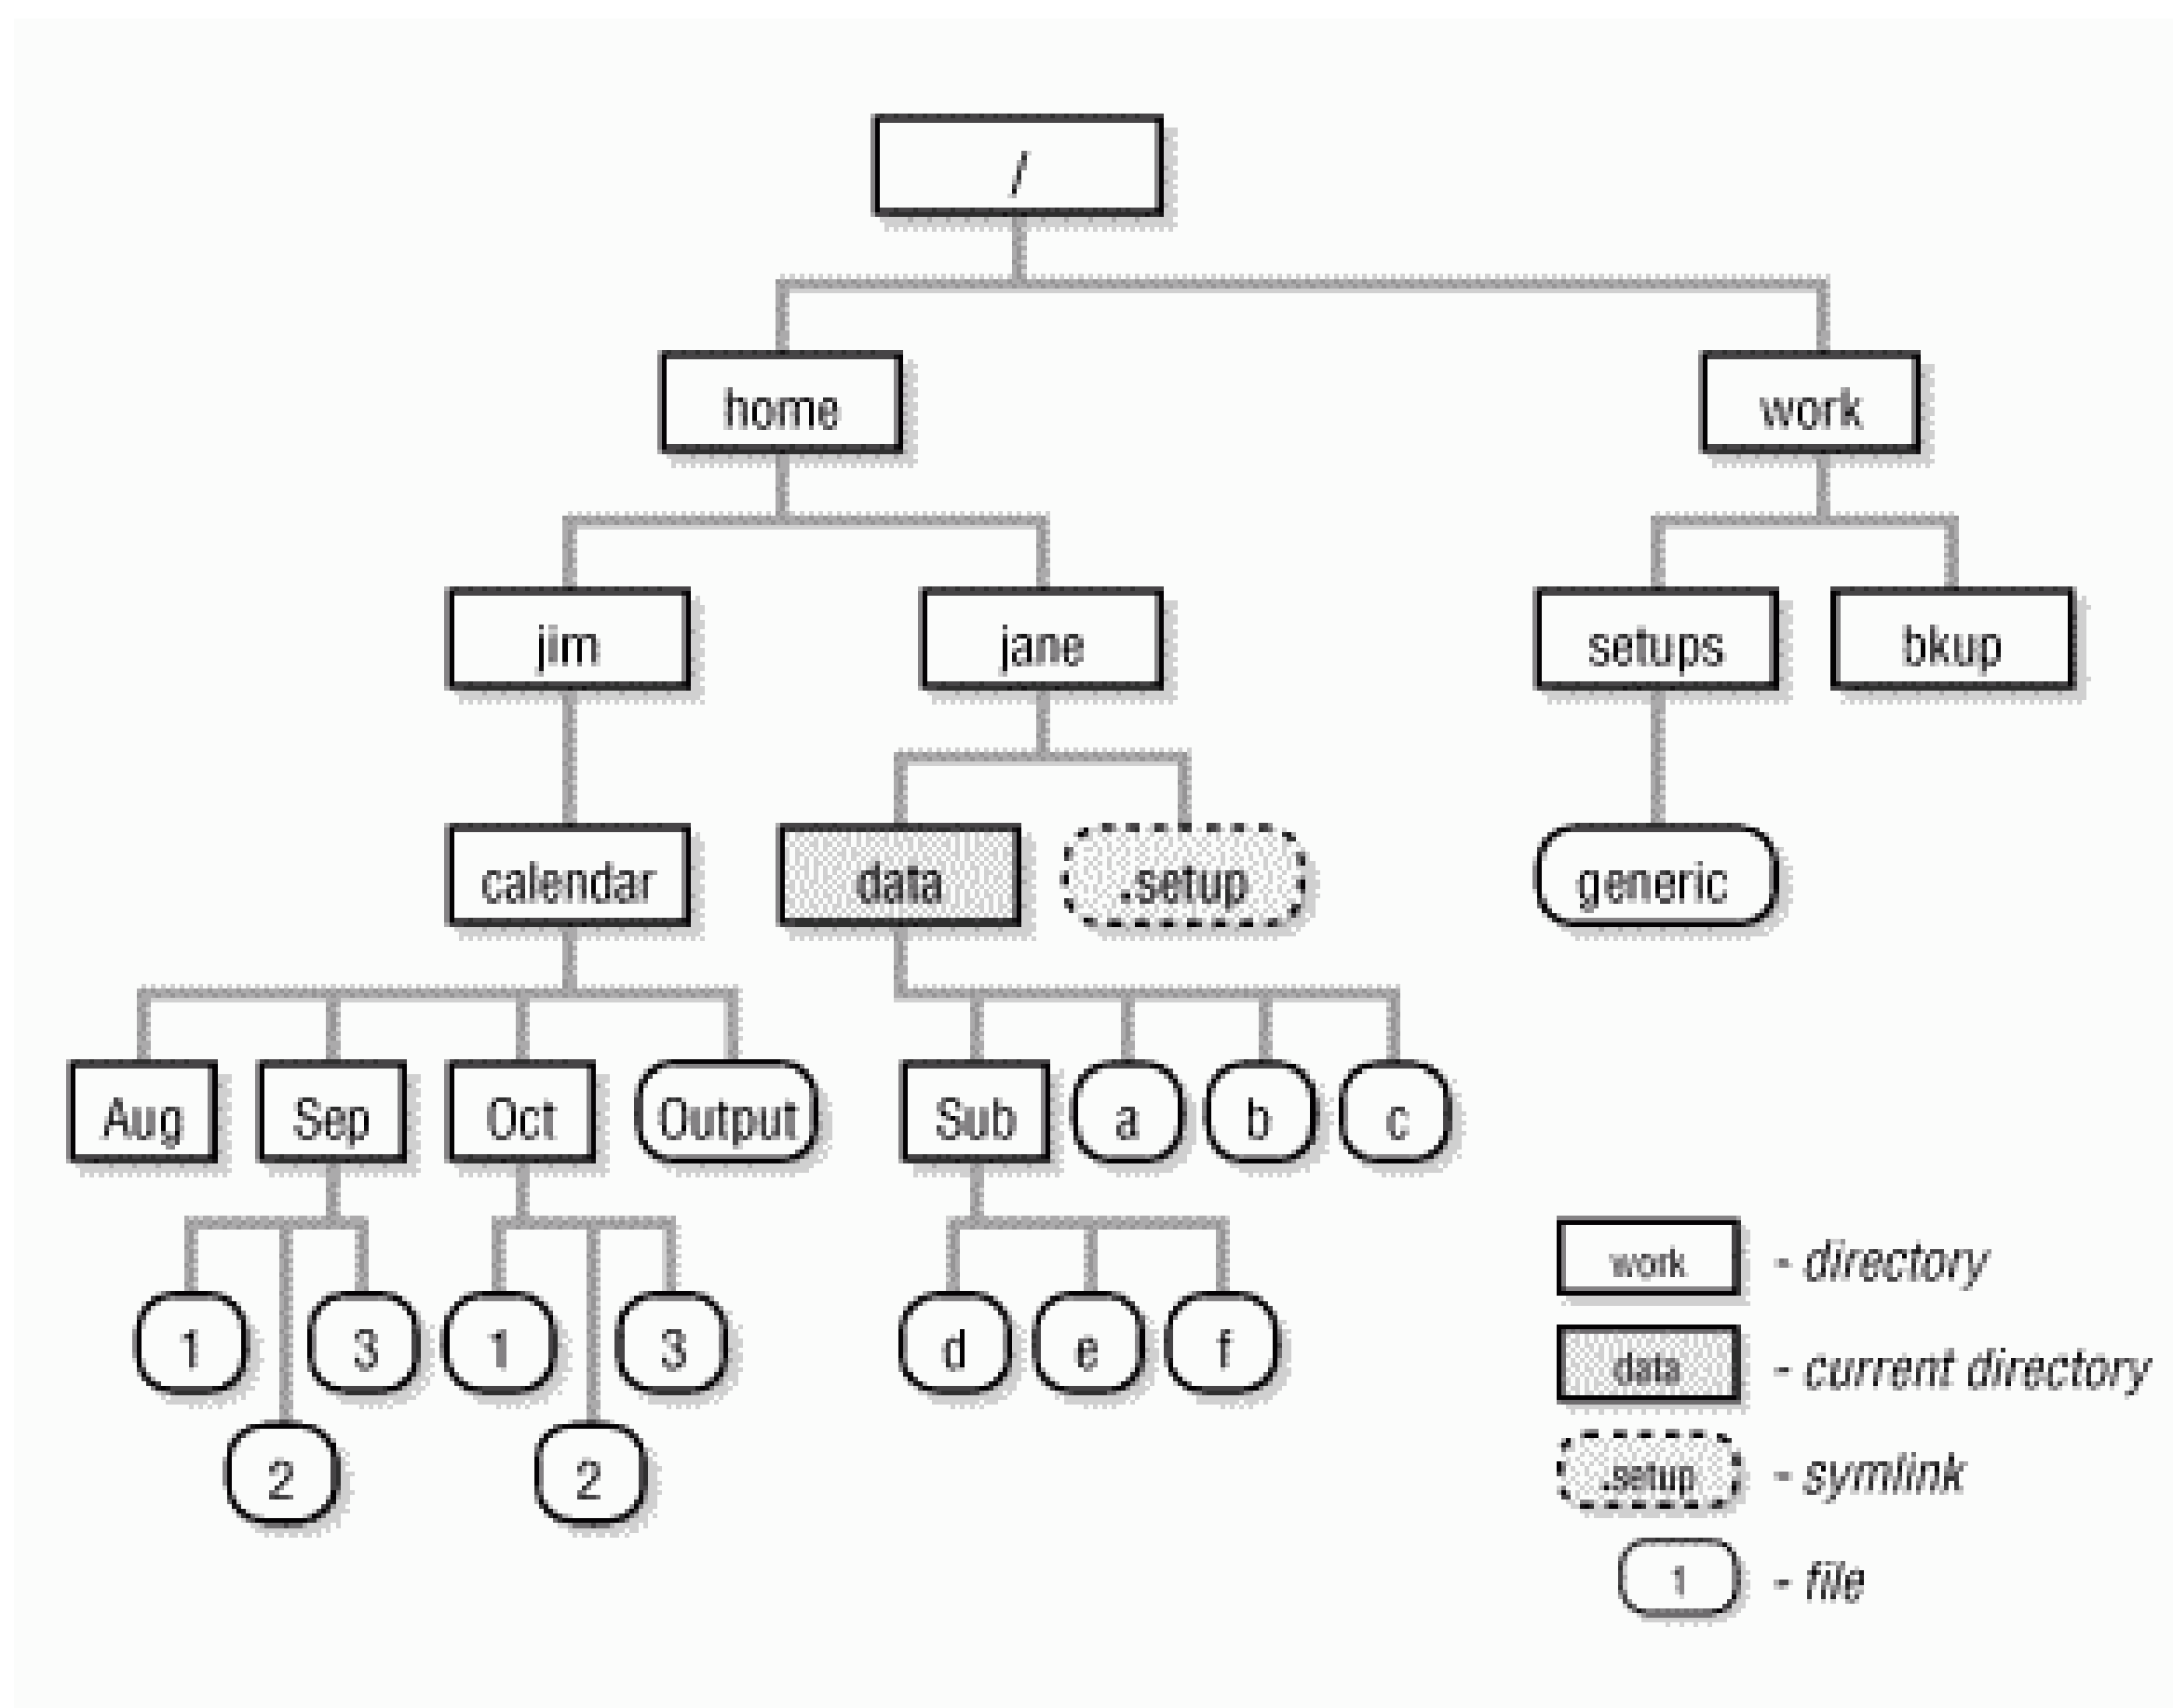 /
home
work
jim
jane
setups
bkup
calendar
data
.setup
generic
Aug
Sep
Oct
Output
Sub
a
b
c
1
3
1
3
d
e
f
2
2
work - directory
data - current directory
.setup - symlink
1 - file